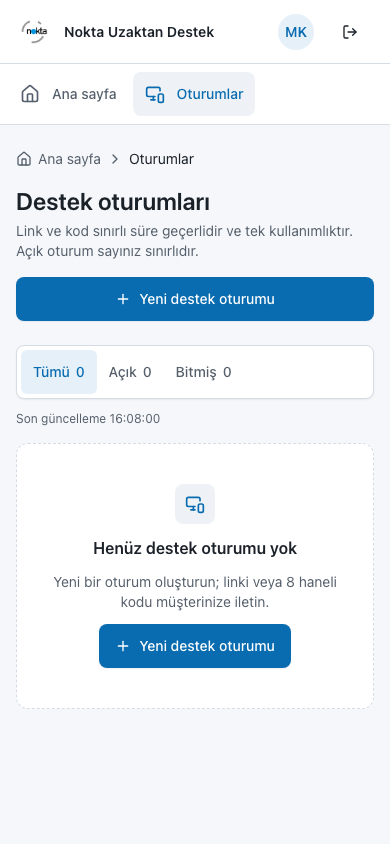 nokta
Nokta Uzaktan Destek
MK
Ana sayfa
Oturumlar
Ana sayfa
Oturumlar
Destek oturumları
Link ve kod sınırlı süre geçerlidir ve tek kullanımlıktır.
Açık oturum sayınız sınırlıdır.
Yeni destek oturumu
Tümü 0
Açık 0
Bitmiş 0
Son güncelleme 16:08:00
Henüz destek oturumu yok
Yeni bir oturum oluşturun; linki veya 8 haneli
kodu müşterinize iletin.
Yeni destek oturumu